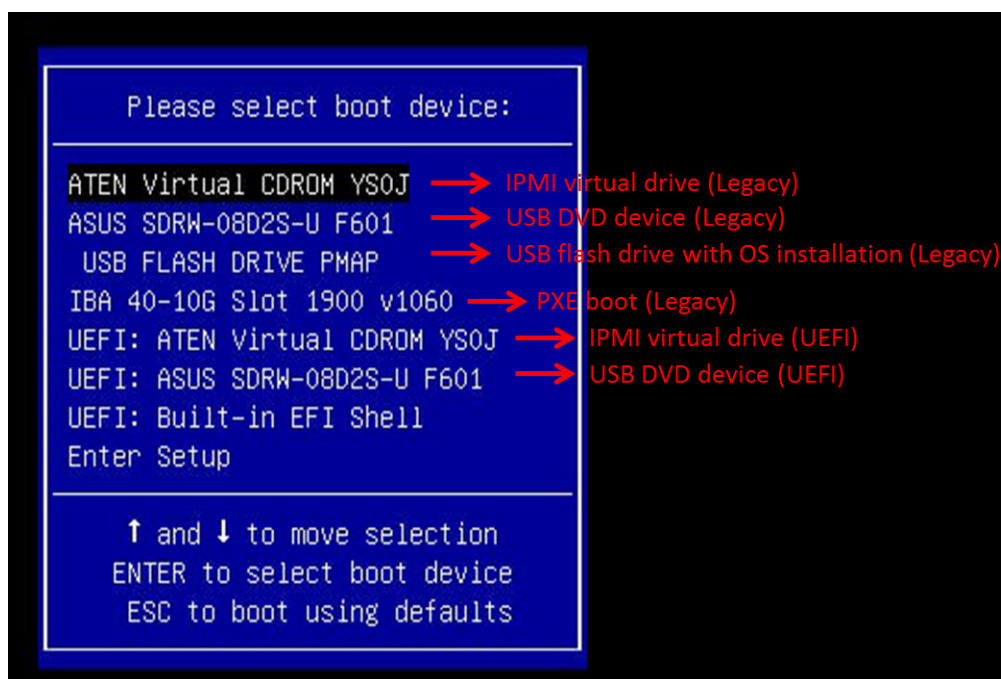 Please select boot device:
ATEN Virtual CDROM YS0J → IPMI virtual drive (Legacy)
ASUS SDRW-08D2S-U F601 → USB DVD device (Legacy)
USB FLASH DRIVE PMAP → USB flash drive with OS installation (Legacy)
IBA 40-10G Slot 1900 v1060 → PXE boot (Legacy)
UEFI: ATEN Virtual CDROM YS0J → IPMI virtual drive (UEFI)
UEFI: ASUS SDRW-08D2S-U F601 → USB DVD device (UEFI)
UEFI: Built-in EFI Shell
Enter Setup
↑ and ↓ to move selection
ENTER to select boot device
ESC to boot using defaults